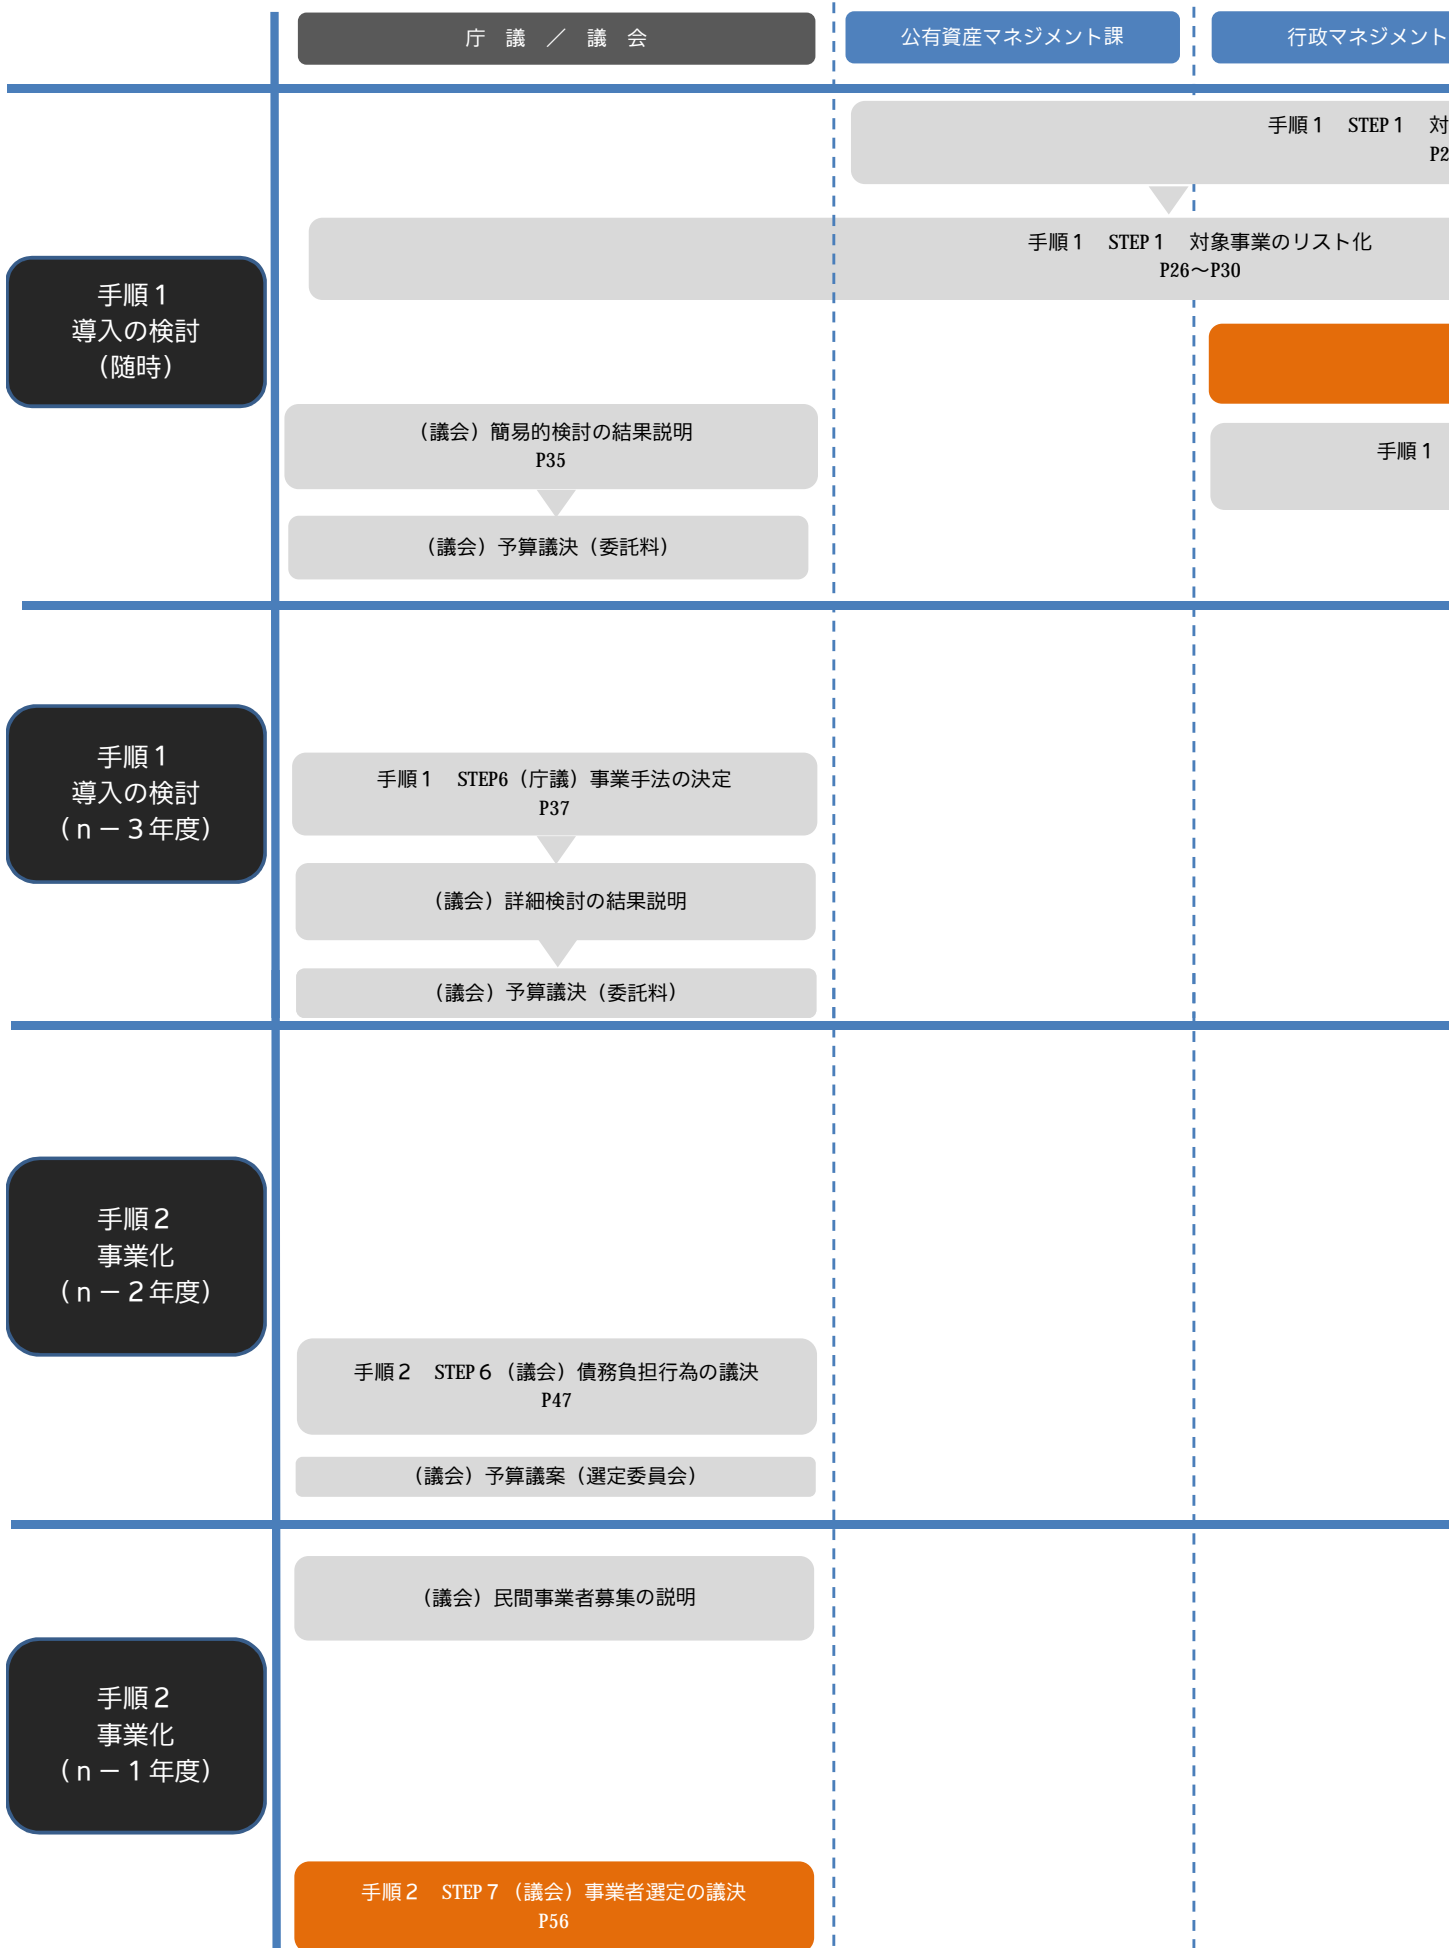 庁　議　／　議　会
公有資産マネジメント課
行政マネジメント
手順１　STEP１　対
P2
手順１　STEP１　対象事業のリスト化
P26～P30
手順１
導入の検討
（随時）
（議会）簡易的検討の結果説明
P35
手順１
（議会）予算議決（委託料）
手順１
導入の検討
（ｎ－３年度）
手順１　STEP6（庁議）事業手法の決定
P37
（議会）詳細検討の結果説明
（議会）予算議決（委託料）
手順２
事業化
（ｎ－２年度）
手順２　STEP６（議会）債務負担行為の議決
P47
（議会）予算議案（選定委員会）
（議会）民間事業者募集の説明
手順２
事業化
（ｎ－１年度）
手順２　STEP７（議会）事業者選定の議決
P56